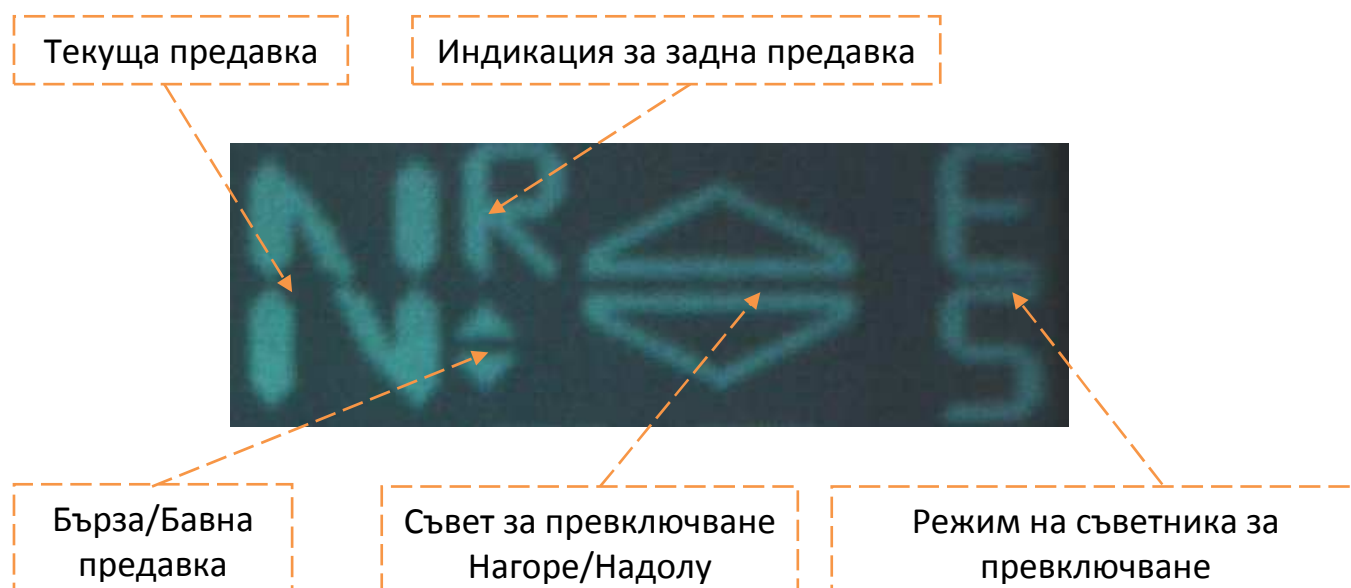 Текуща предавка
Индикация за задна предавка
N R E
S
Бърза/Бавна
предавка
Съвет за превключване
Нагоре/Надолу
Режим на съветника за
превключване